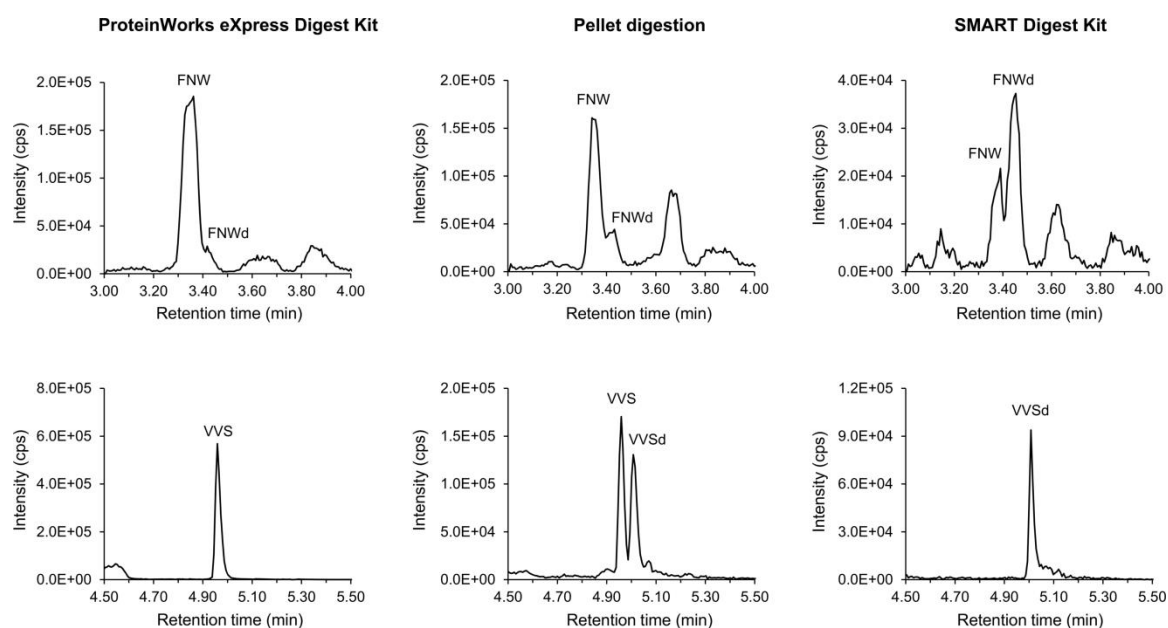 ProteinWorks eXpress Digest Kit
Pellet digestion
SMART Digest Kit
Intensity (cps)
2.0E+05
1.5E+05
1.0E+05
5.0E+04
0.0E+00
FNW
FNWd
3.00 3.20 3.40 3.60 3.80 4.00
Retention time (min)
Intensity (cps)
2.0E+05
1.5E+05
1.0E+05
5.0E+04
0.0E+00
FNW
FNWd
3.00 3.20 3.40 3.60 3.80 4.00
Retention time (min)
Intensity (cps)
4.0E+04
3.0E+04
2.0E+04
1.0E+04
0.0E+00
FNWd
FNW
3.00 3.20 3.40 3.60 3.80 4.00
Retention time (min)
Intensity (cps)
8.0E+05
6.0E+05
4.0E+05
2.0E+05
0.0E+00
VVS
4.50 4.70 4.90 5.10 5.30 5.50
Retention time (min)
Intensity (cps)
2.0E+05
1.5E+05
1.0E+05
5.0E+04
0.0E+00
VVS
VVSd
4.50 4.70 4.90 5.10 5.30 5.50
Retention time (min)
Intensity (cps)
1.2E+05
9.0E+04
6.0E+04
3.0E+04
0.0E+00
VVSd
4.50 4.70 4.90 5.10 5.30 5.50
Retention time (min)